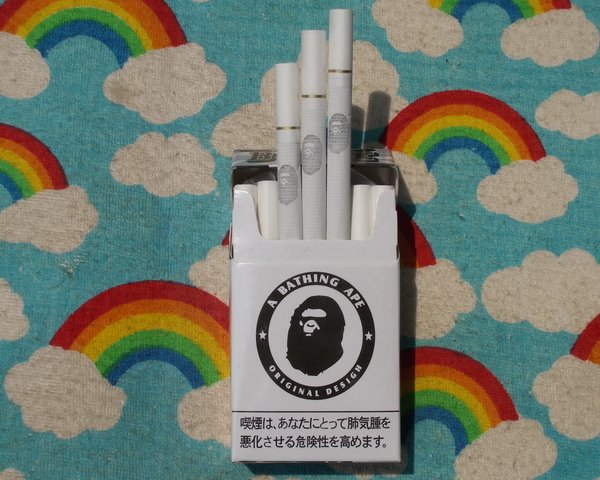 A BATHING APE
ORIGINAL DESIGN
喫煙は、あなたにとって肺気腫を
悪化させる危険性を高めます。